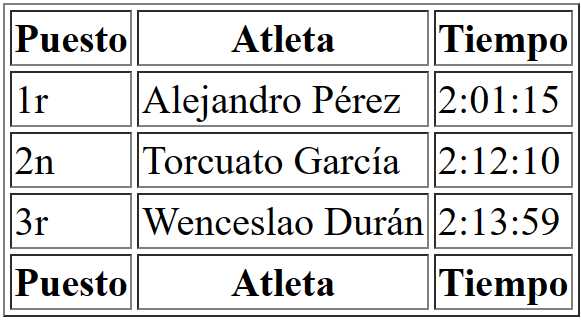 Puesto Atleta Tiempo
1r Alejandro Pérez 2:01:15
2n Torcuato García 2:12:10
3r Wenceslao Durán 2:13:59
Puesto Atleta Tiempo